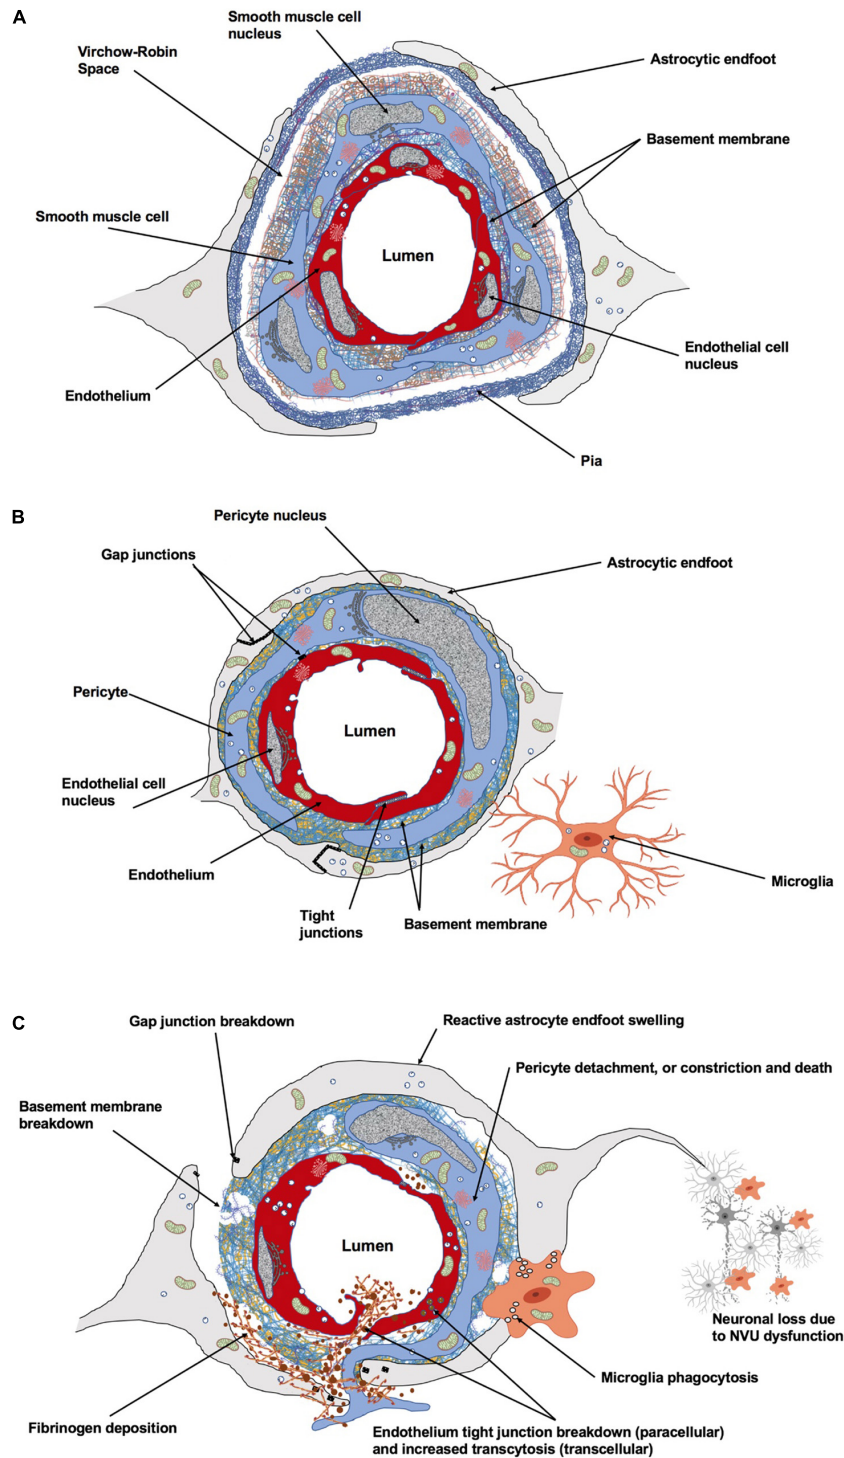 A
Smooth muscle cell
nucleus
Virchow-Robin
Space
Astrocytic endfoot
Basement membrane
Smooth muscle cell
Lumen
Endothelial cell
nucleus
Endothelium
Pia
B
Pericyte nucleus
Gap junctions
Astrocytic endfoot
Pericyte
Lumen
Endothelial cell
nucleus
Endothelium
Microglia
Tight
junctions
Basement membrane
C
Gap junction breakdown
Reactive astrocyte endfoot swelling
Pericyte detachment, or constriction and death
Basement membrane
breakdown
Lumen
Neuronal loss due
to NVU dysfunction
Microglia phagocytosis
Fibrinogen deposition
Endothelium tight junction breakdown (paracellular)
and increased transcytosis (transcellular)